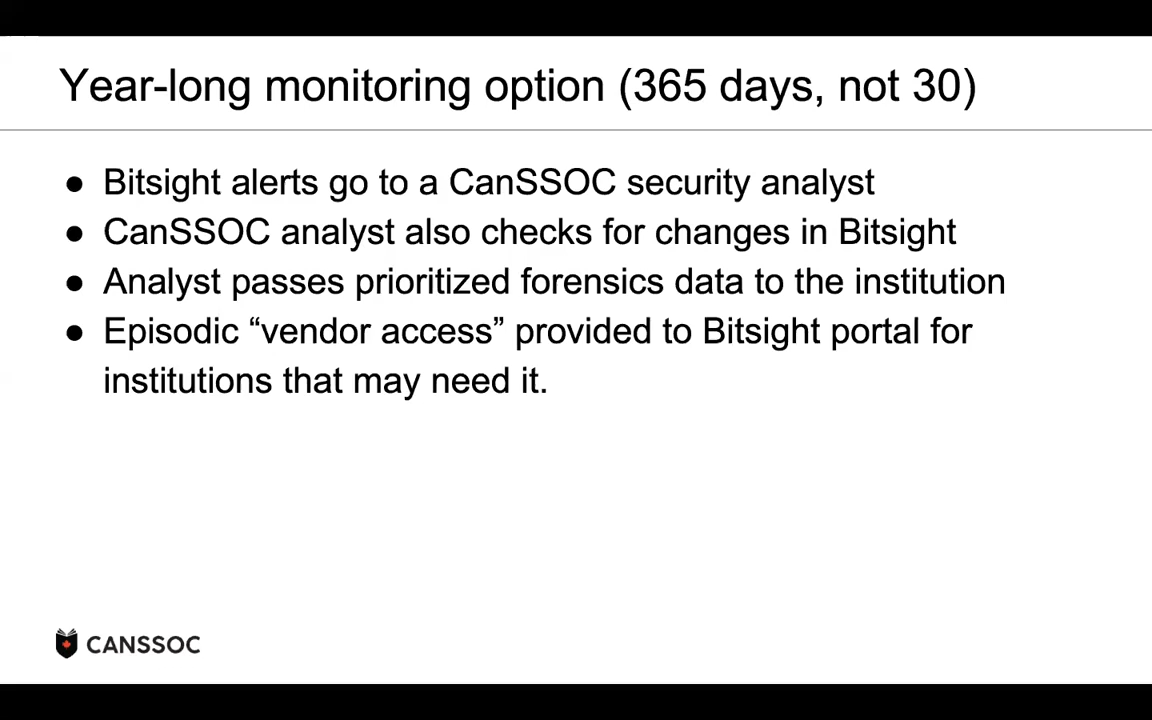 Year-long monitoring option (365 days, not 30)
● Bitsight alerts go to a CanSSOC security analyst
● CanSSOC analyst also checks for changes in Bitsight
● Analyst passes prioritized forensics data to the institution
● Episodic “vendor access” provided to Bitsight portal for
institutions that may need it.
CANSSOC